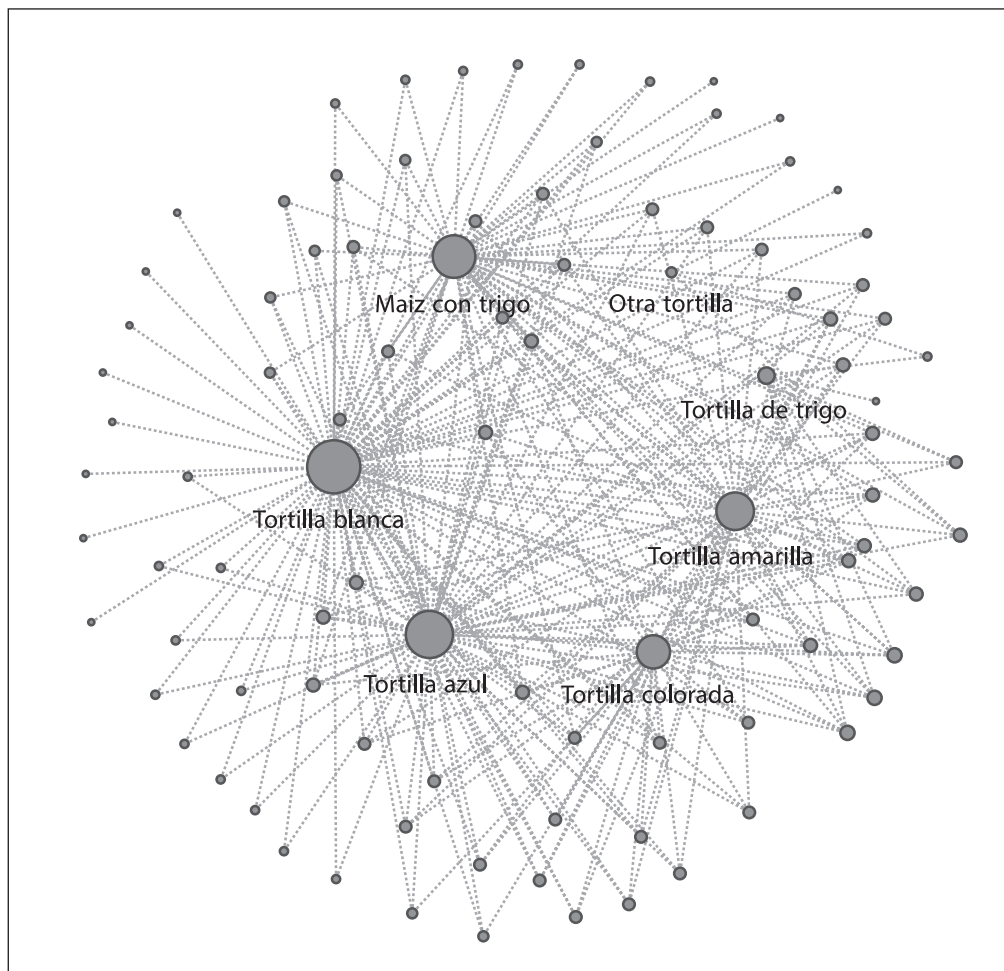 Maiz con trigo
Otra tortilla
Tortilla de trigo
Tortilla blanca
Tortilla amarilla
Tortilla azul
Tortilla colorada